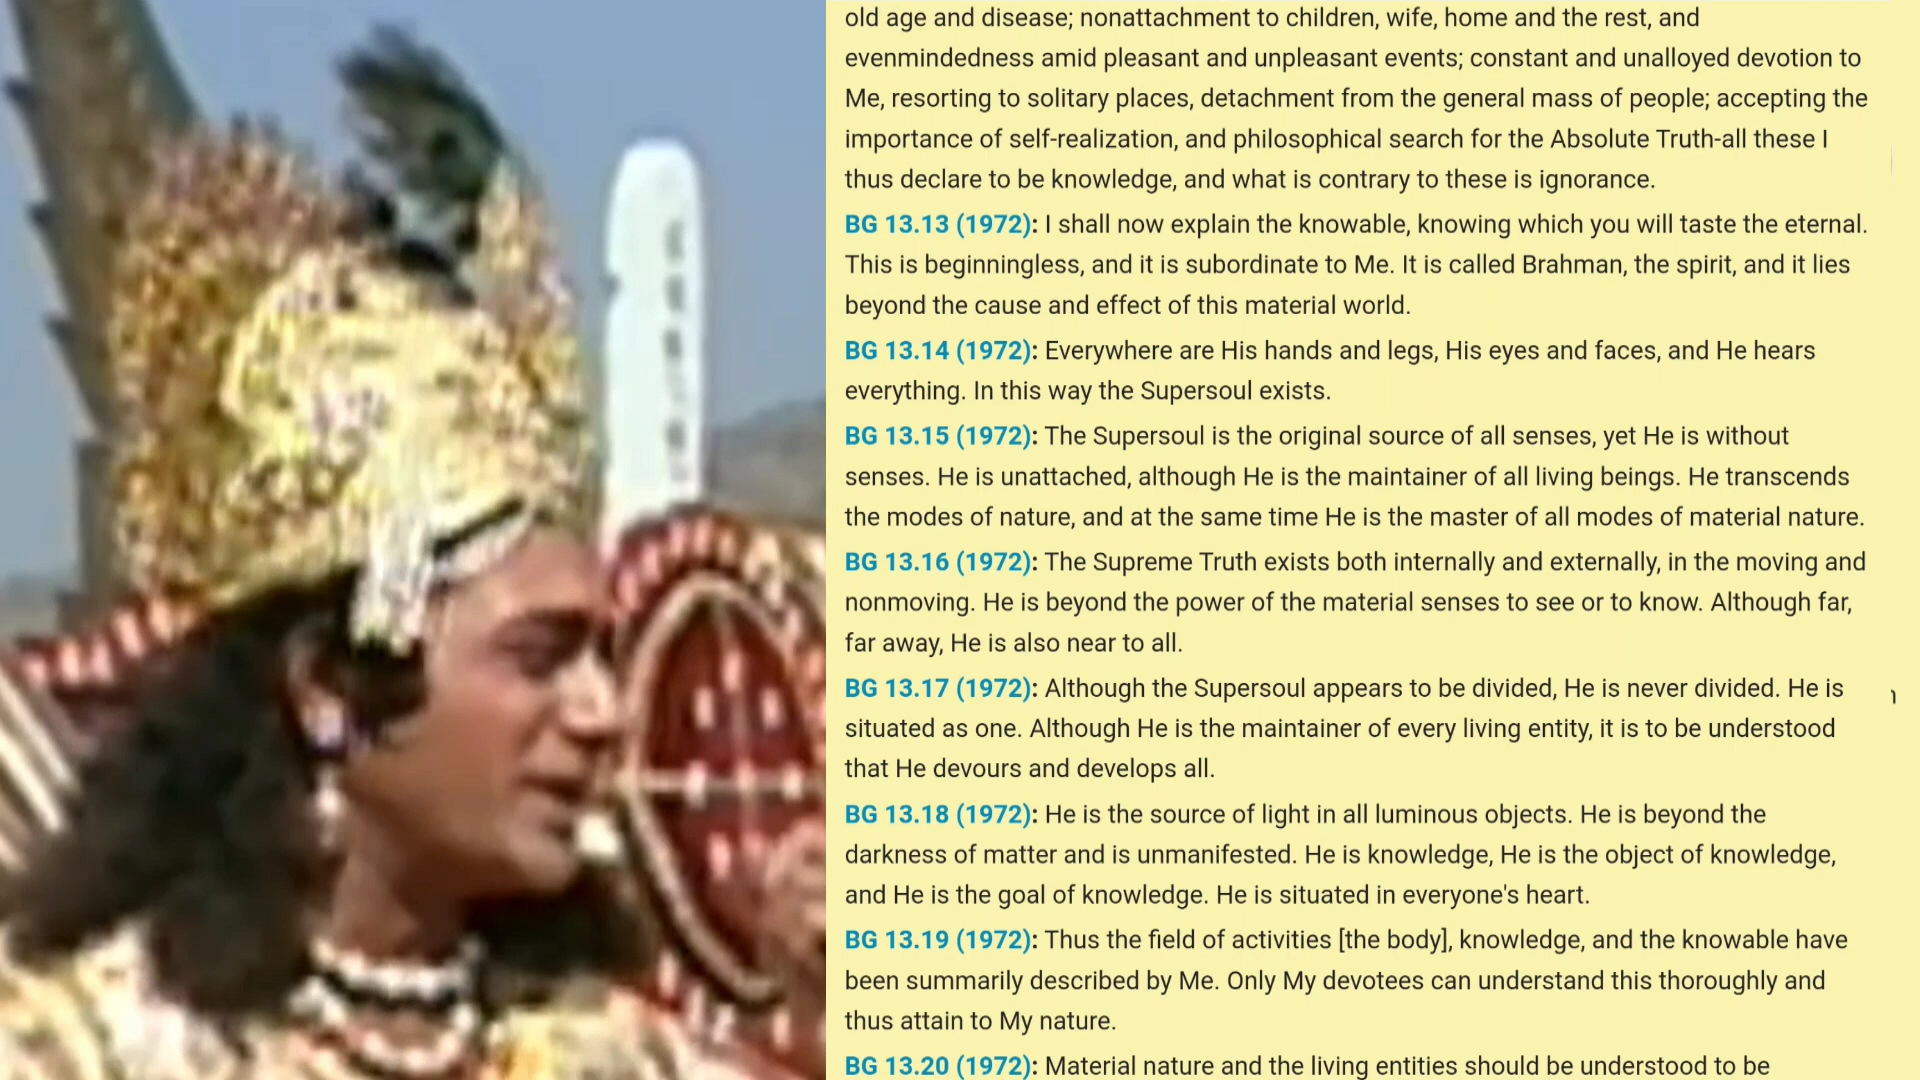 old age and disease; nonattachment to children, wife, home and the rest, and
evenmindedness amid pleasant and unpleasant events; constant and unalloyed devotion to
Me, resorting to solitary places, detachment from the general mass of people; accepting the
importance of self-realization, and philosophical search for the Absolute Truth-all these I
thus declare to be knowledge, and what is contrary to these is ignorance.
BG 13.13 (1972): I shall now explain the knowable, knowing which you will taste the eternal.
This is beginningless, and it is subordinate to Me. It is called Brahman, the spirit, and it lies
beyond the cause and effect of this material world.
BG 13.14 (1972): Everywhere are His hands and legs, His eyes and faces, and He hears
everything. In this way the Supersoul exists.
BG 13.15 (1972): The Supersoul is the original source of all senses, yet He is without
senses. He is unattached, although He is the maintainer of all living beings. He transcends
the modes of nature, and at the same time He is the master of all modes of material nature.
BG 13.16 (1972): The Supreme Truth exists both internally and externally, in the moving and
nonmoving. He is beyond the power of the material senses to see or to know. Although far,
far away, He is also near to all.
BG 13.17 (1972): Although the Supersoul appears to be divided, He is never divided. He is
situated as one. Although He is the maintainer of every living entity, it is to be understood
that He devours and develops all.
BG 13.18 (1972): He is the source of light in all luminous objects. He is beyond the
darkness of matter and is unmanifested. He is knowledge, He is the object of knowledge,
and He is the goal of knowledge. He is situated in everyone's heart.
BG 13.19 (1972): Thus the field of activities [the body], knowledge, and the knowable have
been summarily described by Me. Only My devotees can understand this thoroughly and
thus attain to My nature.
BG 13.20 (1972): Material nature and the living entities should be understood to be